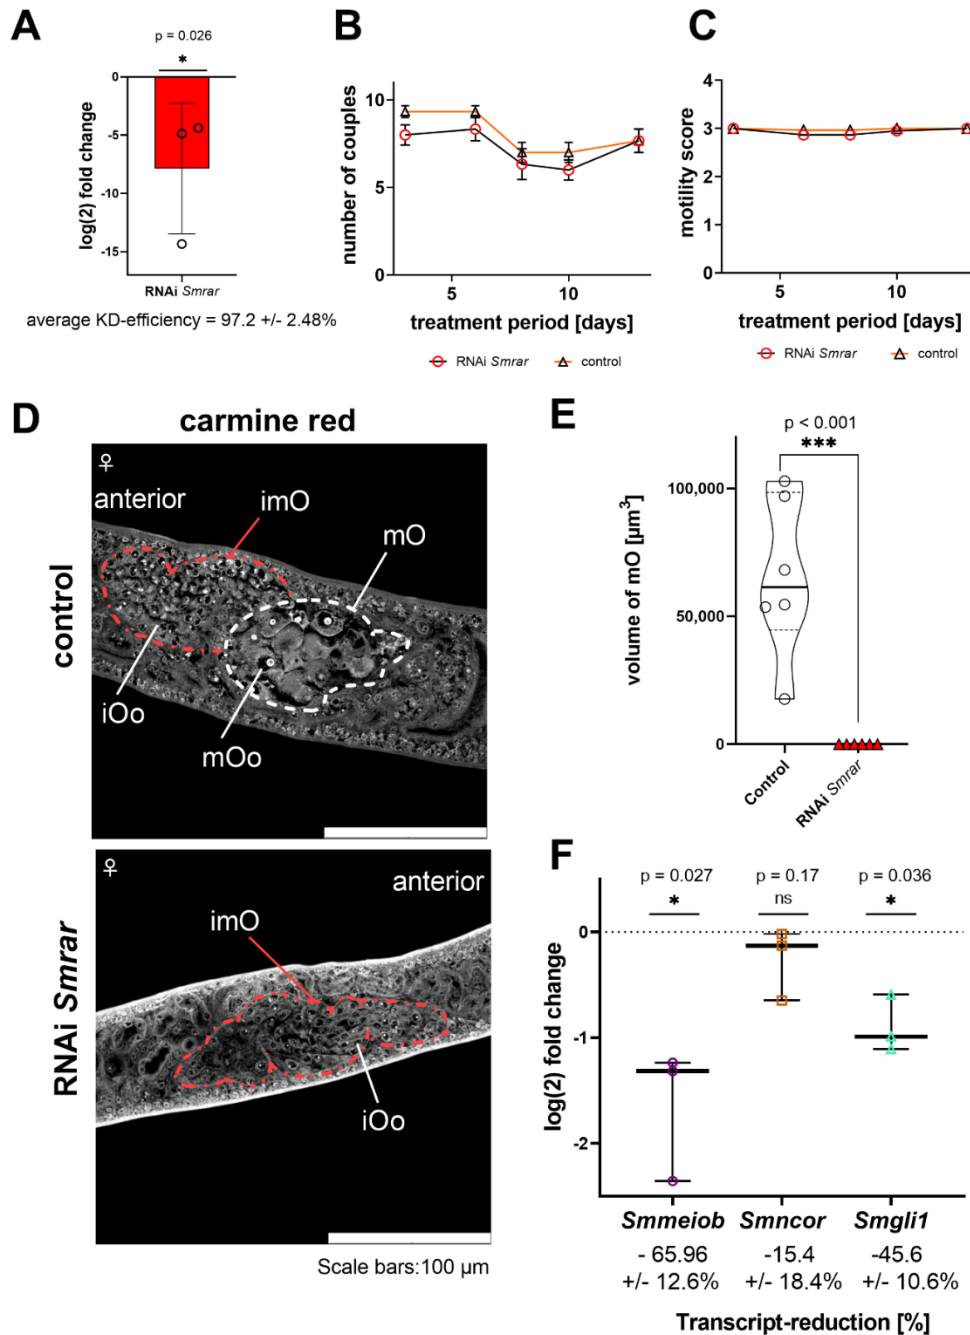 A
p = 0.026
*
log(2) fold change
0
-5
-10
-15
RNAi Smrar
average KD-efficiency = 97.2 +/- 2.48%
B
number of couples
10
5
0
5
10
treatment period [days]
RNAi Smrar
control
C
motility score
4
3
2
1
0
5
10
treatment period [days]
RNAi Smrar
control
D
carmine red
control
♀
anterior
imO
mO
iOo
mOo
RNAi Smrar
♀
anterior
imO
iOo
Scale bars:100 µm
E
p < 0.001
***
volume of mO [µm³]
100,000
50,000
0
Control
RNAi Smrar
F
p = 0.027
p = 0.17
p = 0.036
*
ns
*
log(2) fold change
0
-1
-2
Smmeiob
Smncor
Smgli1
- 65.96
-15.4
-45.6
+/- 12.6%
+/- 18.4%
+/- 10.6%
Transcript-reduction [%]